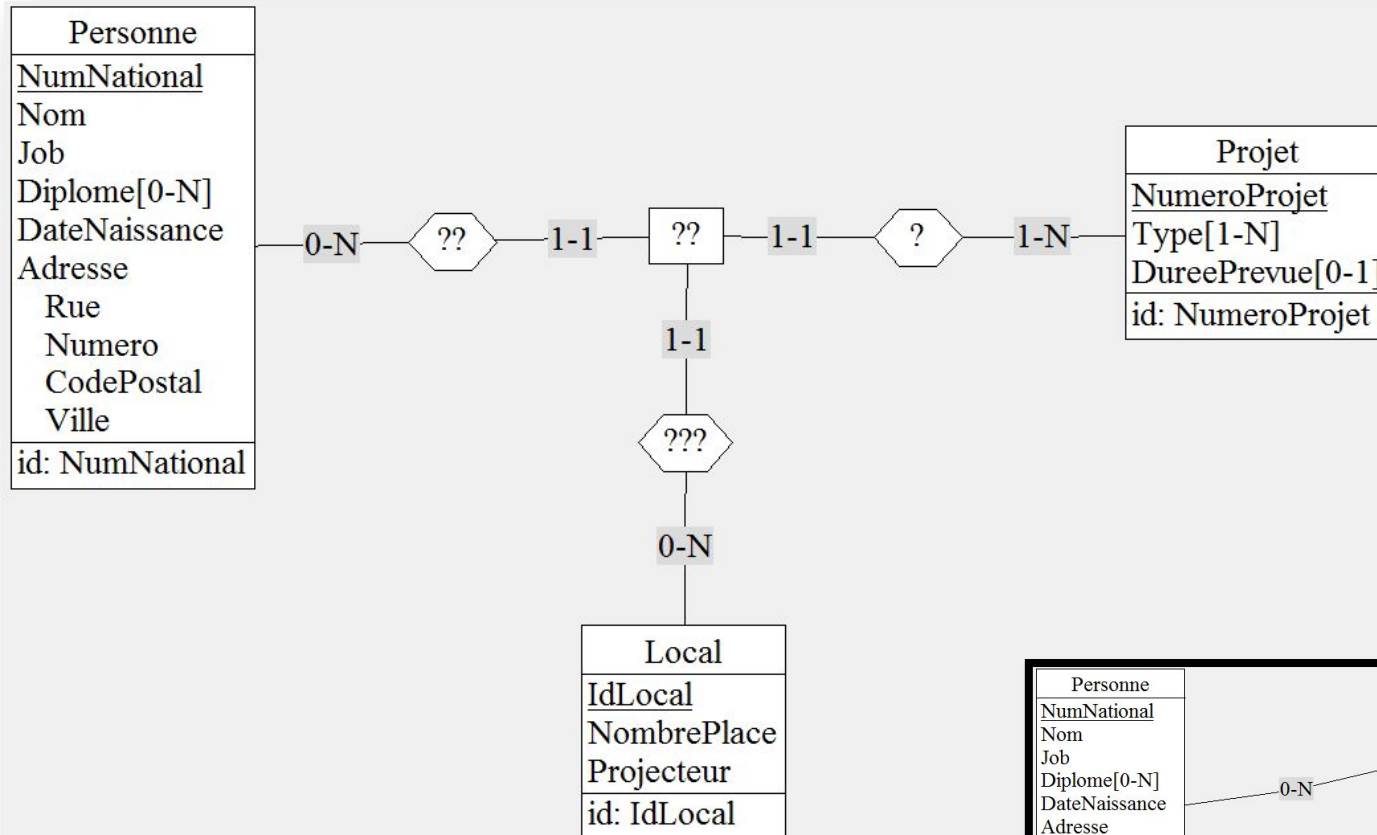 Personne
NumNational
Nom
Job
Diplome[0-N]
DateNaissance
Adresse
Rue
Numero
CodePostal
Ville
id: NumNational
0-N
??
1-1
??
1-1
?
1-N
Projet
NumeroProjet
Type[1-N]
DureePrevue[0-1]
id: NumeroProjet
1-1
???
0-N
Local
IdLocal
NombrePlace
Projecteur
id: IdLocal
Personne
NumNational
Nom
Job
Diplome[0-N]
DateNaissance
Adresse
0-N